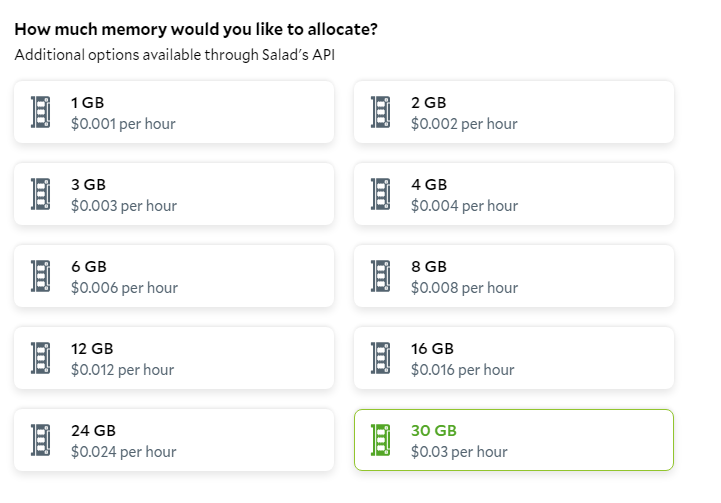 How much memory would you like to allocate?
Additional options available through Salad's API
1 GB
$0.001 per hour
2 GB
$0.002 per hour
3 GB
$0.003 per hour
4 GB
$0.004 per hour
6 GB
$0.006 per hour
8 GB
$0.008 per hour
12 GB
$0.012 per hour
16 GB
$0.016 per hour
24 GB
$0.024 per hour
30 GB
$0.03 per hour